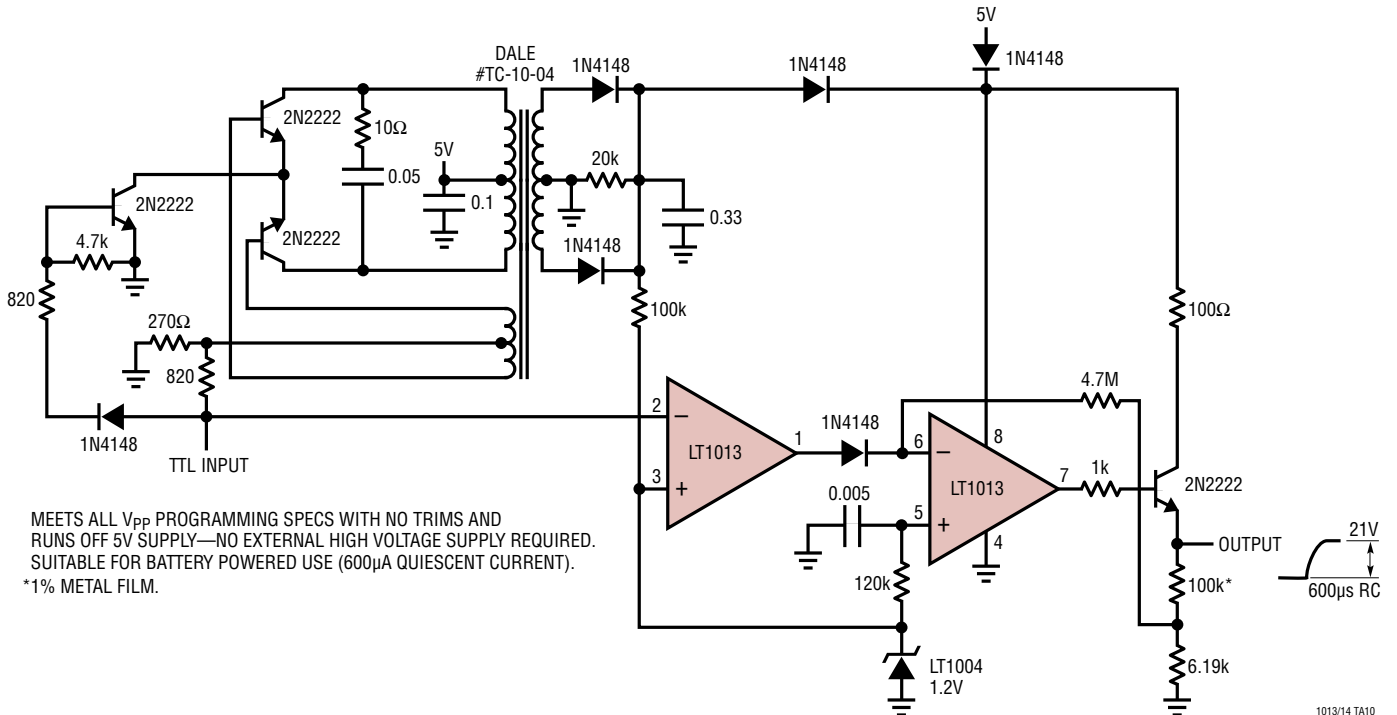 5V
DALE
#TC-10-04
1N4148
1N4148
1N4148
2N2222
10Ω
5V
20k
0.05
0.1
2N2222
2N2222
0.33
4.7k
1N4148
820
100k
100Ω
270Ω
820
4.7M
2
1N4148
6
8
1
LT1013
7
1k
1N4148
TTL INPUT
3
LT1013
2N2222
0.005
5
4
OUTPUT
21V
120k
100k*
600µs RC
MEETS ALL VPP PROGRAMMING SPECS WITH NO TRIMS AND
RUNS OFF 5V SUPPLY—NO EXTERNAL HIGH VOLTAGE SUPPLY REQUIRED.
SUITABLE FOR BATTERY POWERED USE (600µA QUIESCENT CURRENT).
*1% METAL FILM.
LT1004
1.2V
6.19k
1013/14 TA10